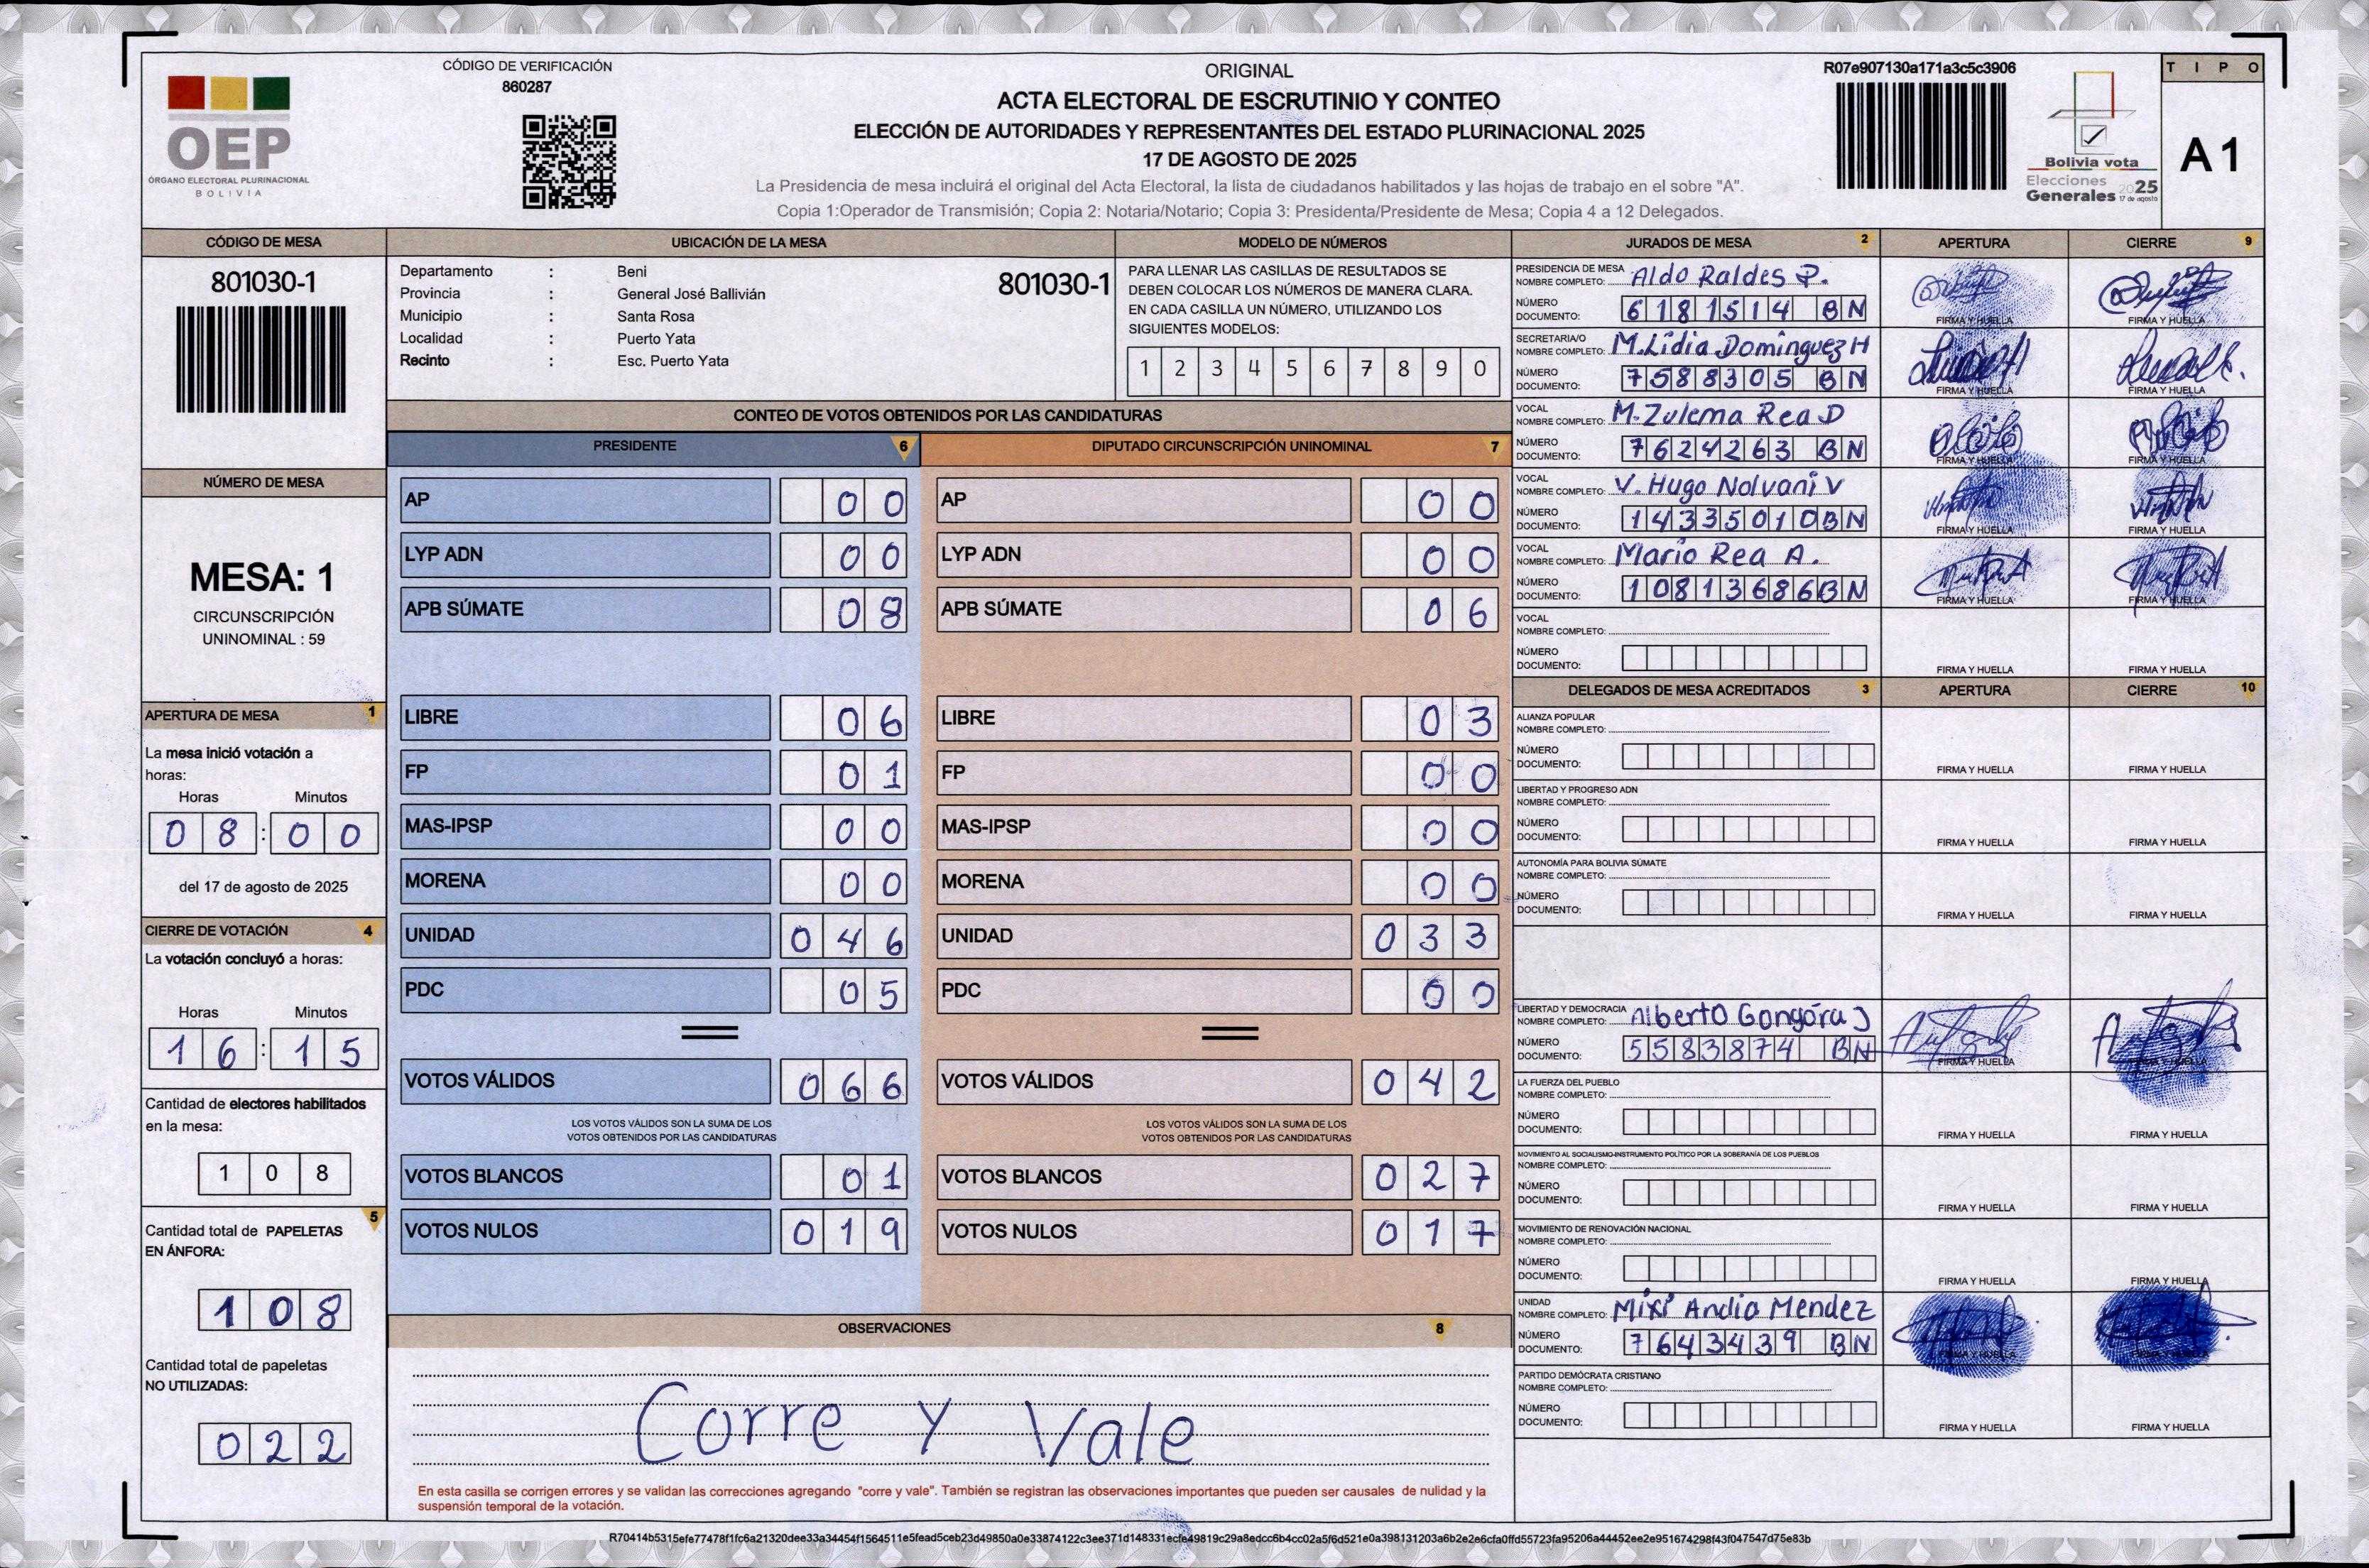 CÓDIGO DE VERIFICACIÓN
860287
OEP
ÓRGANO ELECTORAL PLURINACIONAL
BOLIVIA
ORIGINAL
ACTA ELECTORAL DE ESCRUTINIO Y CONTEO
ELECCIÓN DE AUTORIDADES Y REPRESENTANTES DEL ESTADO PLURINACIONAL 2025
17 DE AGOSTO DE 2025
La Presidencia de mesa incluirá el original del Acta Electoral, la lista de ciudadanos habilitados y las hojas de trabajo en el sobre "A".
Copia 1:Operador de Transmisión; Copia 2: Notaria/Notario; Copia 3: Presidenta/Presidente de Mesa; Copia 4 a 12 Delegados.
R07e907130a171a3c5c3906
Bolivia vota
Elecciones
Generales 2025
17 de agosto
TIPO
A1
CÓDIGO DE MESA
801030-1
NÚMERO DE MESA
MESA: 1
CIRCUNSCRIPCIÓN
UNINOMINAL : 59
APERTURA DE MESA 1
La mesa inició votación a
horas:
Horas Minutos
08:00
del 17 de agosto de 2025
CIERRE DE VOTACIÓN 4
La votación concluyó a horas:
Horas Minutos
16:15
Cantidad de electores habilitados
en la mesa:
108
5
Cantidad total de PAPELETAS
EN ÁNFORA:
108
Cantidad total de papeletas
NO UTILIZADAS:
022
UBICACIÓN DE LA MESA
Departamento : Beni
801030-1
Provincia : General José Ballivián
Municipio : Santa Rosa
Localidad : Puerto Yata
Recinto : Esc. Puerto Yata
MODELO DE NÚMEROS
PARA LLENAR LAS CASILLAS DE RESULTADOS SE
DEBEN COLOCAR LOS NÚMEROS DE MANERA CLARA.
EN CADA CASILLA UN NÚMERO, UTILIZANDO LOS
SIGUIENTES MODELOS:
1 2 3 4 5 6 7 8 9 0
CONTEO DE VOTOS OBTENIDOS POR LAS CANDIDATURAS
PRESIDENTE 6
AP 00
LYP ADN 00
APB SÚMATE 08
LIBRE 06
FP 01
MAS-IPSP 00
MORENA 00
UNIDAD 046
PDC 05
VOTOS VÁLIDOS 066
LOS VOTOS VÁLIDOS SON LA SUMA DE LOS
VOTOS OBTENIDOS POR LAS CANDIDATURAS
VOTOS BLANCOS 01
VOTOS NULOS 019
DIPUTADO CIRCUNSCRIPCIÓN UNINOMINAL 7
AP 00
LYP ADN 00
APB SÚMATE 06
LIBRE 03
FP 00
MAS-IPSP 00
MORENA 00
UNIDAD 033
PDC 00
VOTOS VÁLIDOS 042
LOS VOTOS VÁLIDOS SON LA SUMA DE LOS
VOTOS OBTENIDOS POR LAS CANDIDATURAS
VOTOS BLANCOS 027
VOTOS NULOS 017
OBSERVACIONES 8
Corre y Vale
En esta casilla se corrigen errores y se validan las correcciones agregando "corre y vale". También se registran las observaciones importantes que pueden ser causales de nulidad y la
suspensión temporal de la votación.
JURADOS DE MESA 2 APERTURA CIERRE 9
PRESIDENCIA DE MESA
NOMBRE COMPLETO: Aldo Raldes P.
NÚMERO
DOCUMENTO: 6181514 BN
FIRMA Y HUELLA FIRMA Y HUELLA
SECRETARIA/O
NOMBRE COMPLETO: M.Lidia Dominguez H
NÚMERO
DOCUMENTO: 7588305 BN
FIRMA Y HUELLA FIRMA Y HUELLA
VOCAL
NOMBRE COMPLETO: M.Zulema Rea D
NÚMERO
DOCUMENTO: 7624263 BN
FIRMA Y HUELLA FIRMA Y HUELLA
VOCAL
NOMBRE COMPLETO: V. Hugo Nolvani V
NÚMERO
DOCUMENTO: 14335010BN
FIRMA Y HUELLA FIRMA Y HUELLA
VOCAL
NOMBRE COMPLETO: Mario Rea A.
NÚMERO
DOCUMENTO: 10813686BN
FIRMA Y HUELLA FIRMA Y HUELLA
VOCAL
NOMBRE COMPLETO:
NÚMERO
DOCUMENTO:
FIRMA Y HUELLA FIRMA Y HUELLA
DELEGADOS DE MESA ACREDITADOS 3 APERTURA CIERRE 10
ALIANZA POPULAR
NOMBRE COMPLETO:
NÚMERO
DOCUMENTO:
FIRMA Y HUELLA FIRMA Y HUELLA
LIBERTAD Y PROGRESO ADN
NOMBRE COMPLETO:
NÚMERO
DOCUMENTO:
FIRMA Y HUELLA FIRMA Y HUELLA
AUTONOMÍA PARA BOLIVIA SÚMATE
NOMBRE COMPLETO:
NÚMERO
DOCUMENTO:
FIRMA Y HUELLA FIRMA Y HUELLA
LIBERTAD Y DEMOCRACIA
NOMBRE COMPLETO: Alberto Gongóra J
NÚMERO
DOCUMENTO: 5583874 BN
FIRMA Y HUELLA FIRMA Y HUELLA
LA FUERZA DEL PUEBLO
NOMBRE COMPLETO:
NÚMERO
DOCUMENTO:
FIRMA Y HUELLA FIRMA Y HUELLA
MOVIMIENTO AL SOCIALISMO-INSTRUMENTO POLÍTICO POR LA SOBERANÍA DE LOS PUEBLOS
NOMBRE COMPLETO:
NÚMERO
DOCUMENTO:
FIRMA Y HUELLA FIRMA Y HUELLA
MOVIMIENTO DE RENOVACIÓN NACIONAL
NOMBRE COMPLETO:
NÚMERO
DOCUMENTO:
FIRMA Y HUELLA FIRMA Y HUELLA
UNIDAD
NOMBRE COMPLETO: Mixi Andia Mendez
NÚMERO
DOCUMENTO: 7643439 BN
FIRMA Y HUELLA FIRMA Y HUELLA
PARTIDO DEMÓCRATA CRISTIANO
NOMBRE COMPLETO:
NÚMERO
DOCUMENTO:
FIRMA Y HUELLA FIRMA Y HUELLA